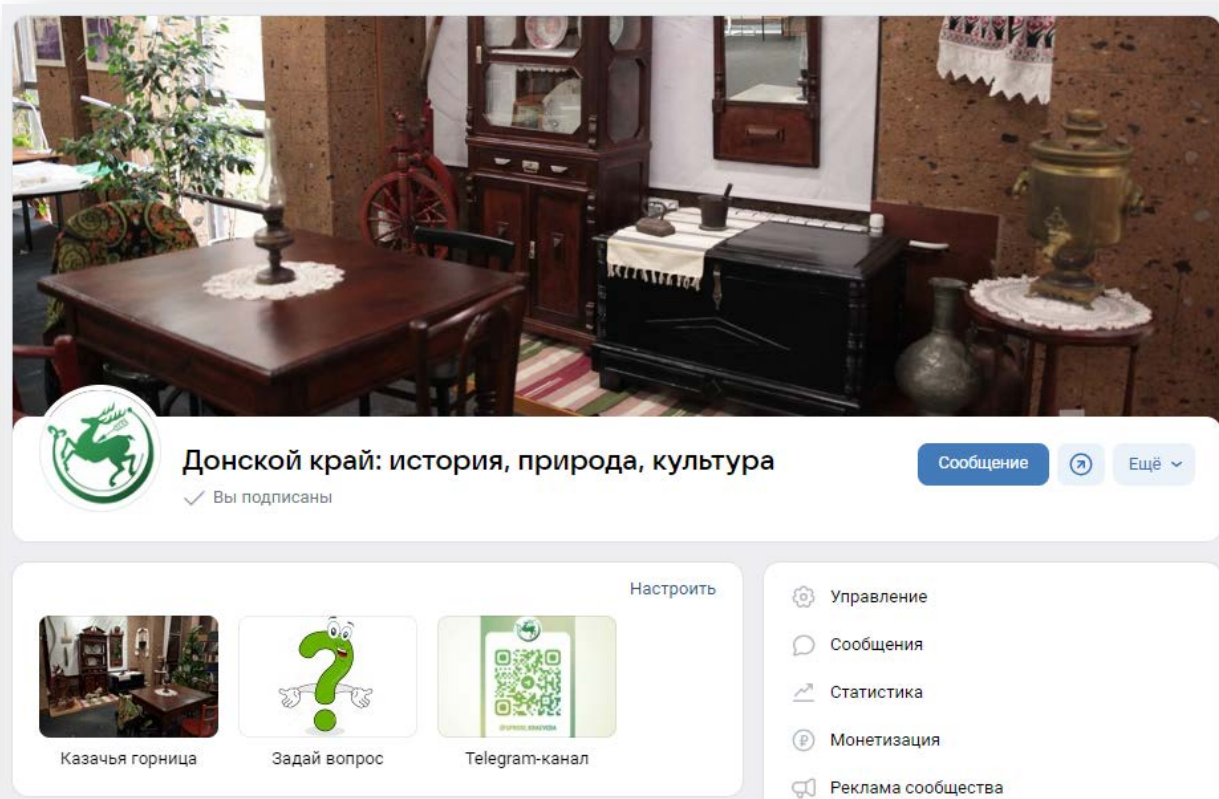 Донской край: история, природа, культура
Вы подписаны
Сообщение
Ещё
Настроить
Казачья горница
Задай вопрос
Telegram-канал
Управление
Сообщения
Статистика
Монетизация
Реклама сообщества